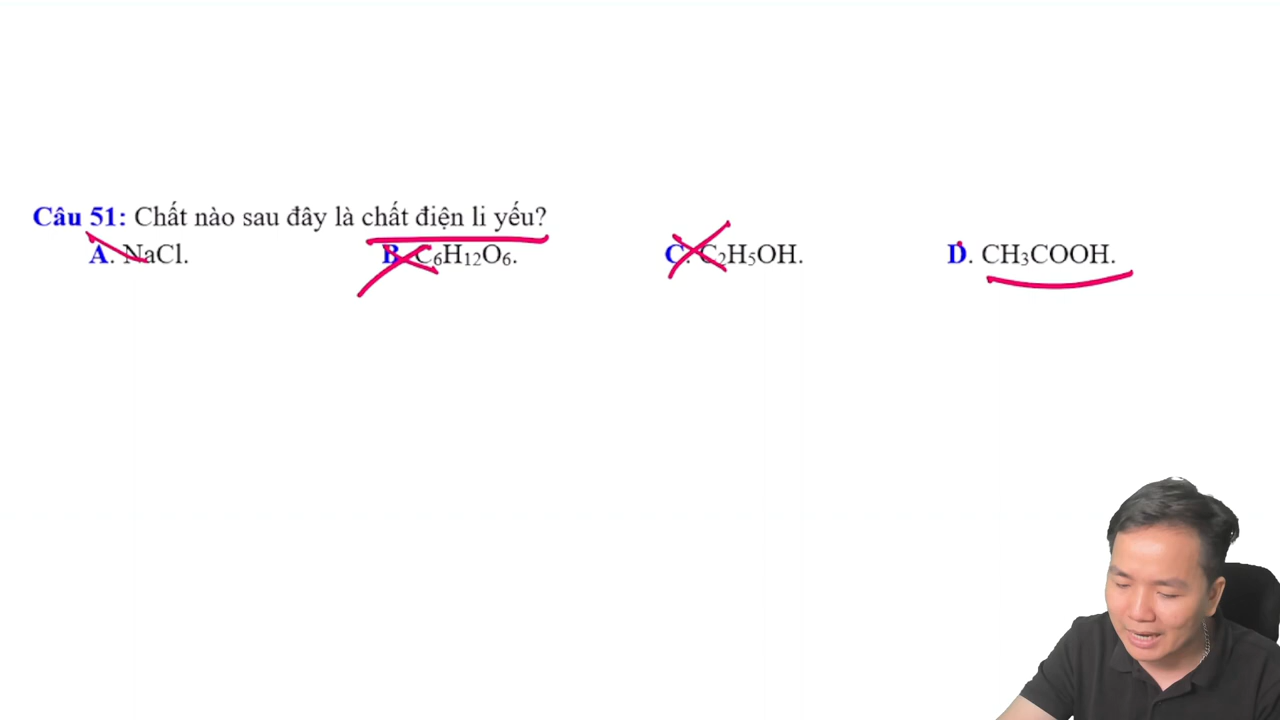 Câu 51: Chất nào sau đây là chất điện li yếu?
A. NaCl. B. C₆H₁₂O₆. C. C₂H₅OH. D. CH₃COOH.